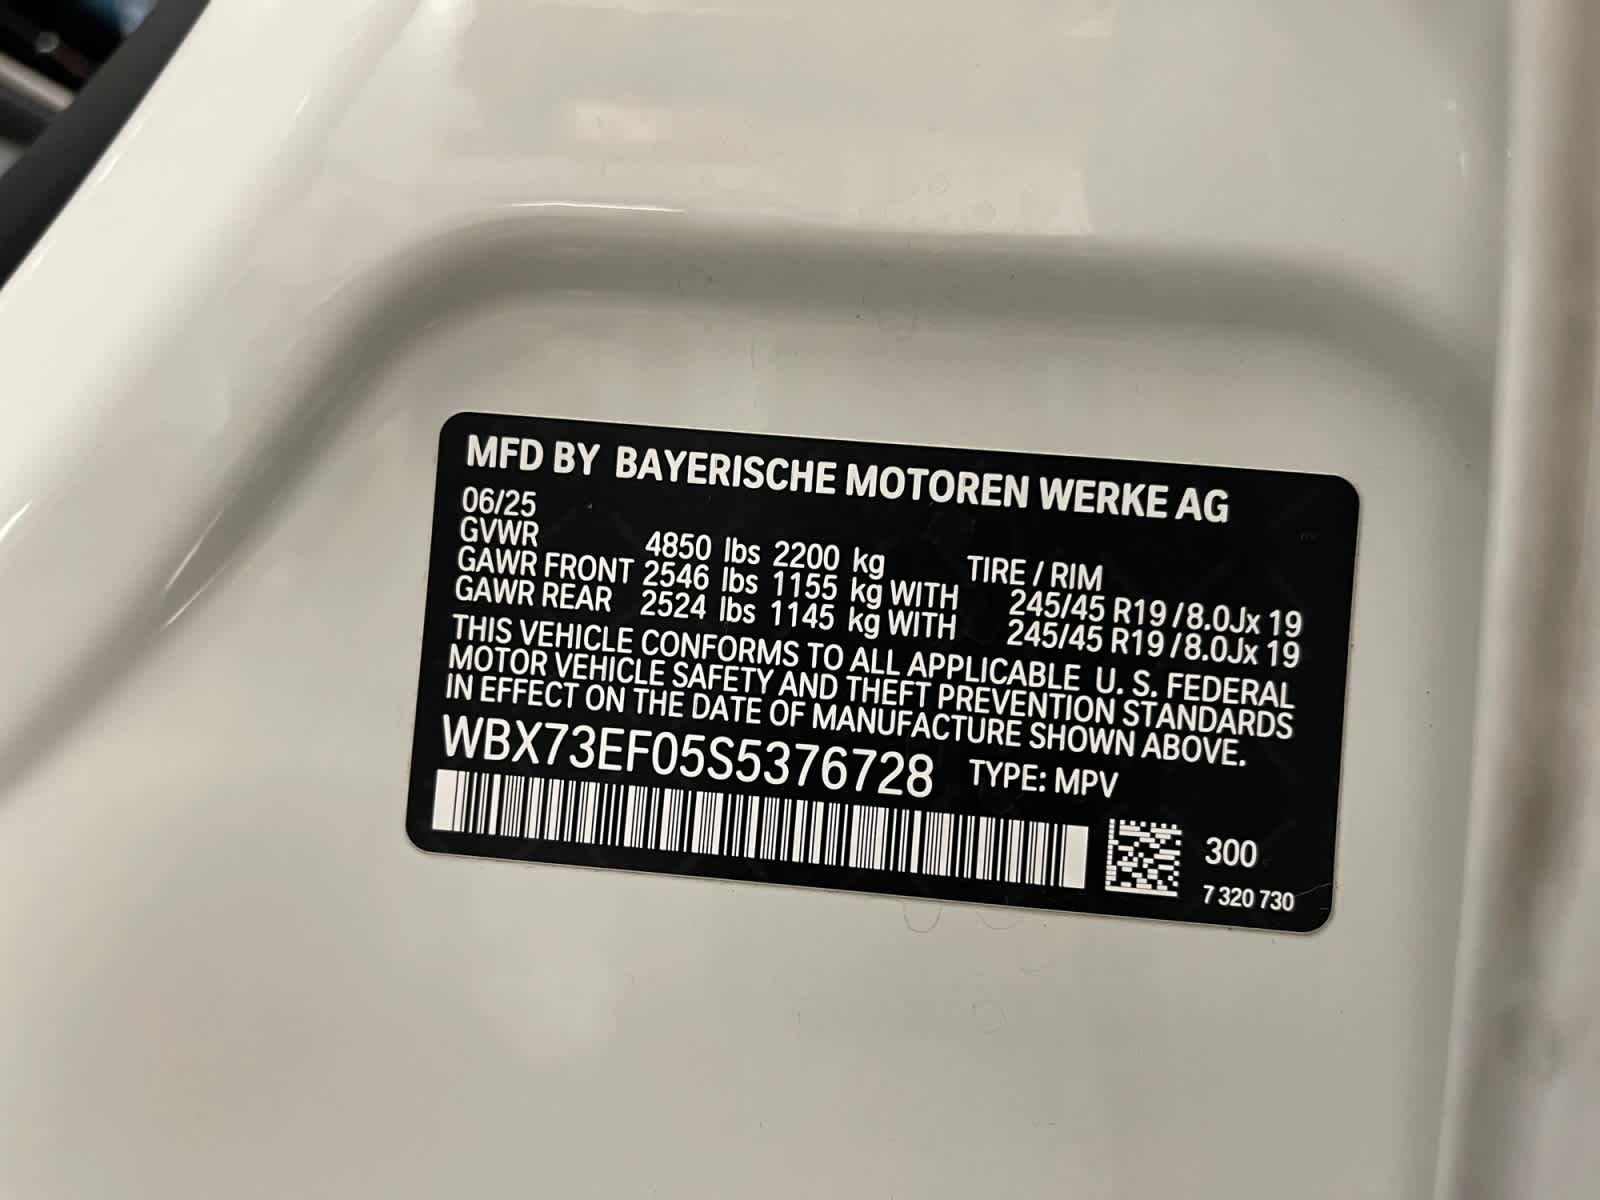 MFD BY BAYERISCHE MOTOREN WERKE AG
06/25
GVWR 4850 lbs 2200 kg TIRE / RIM
GAWR FRONT 2546 lbs 1155 kg WITH 245/45 R19 / 8.0Jx 19
GAWR REAR 2524 lbs 1145 kg WITH 245/45 R19 / 8.0Jx 19
THIS VEHICLE CONFORMS TO ALL APPLICABLE U. S. FEDERAL
MOTOR VEHICLE SAFETY AND THEFT PREVENTION STANDARDS
IN EFFECT ON THE DATE OF MANUFACTURE SHOWN ABOVE.
WBX73EF05S5376728 TYPE: MPV
300
7 320 730